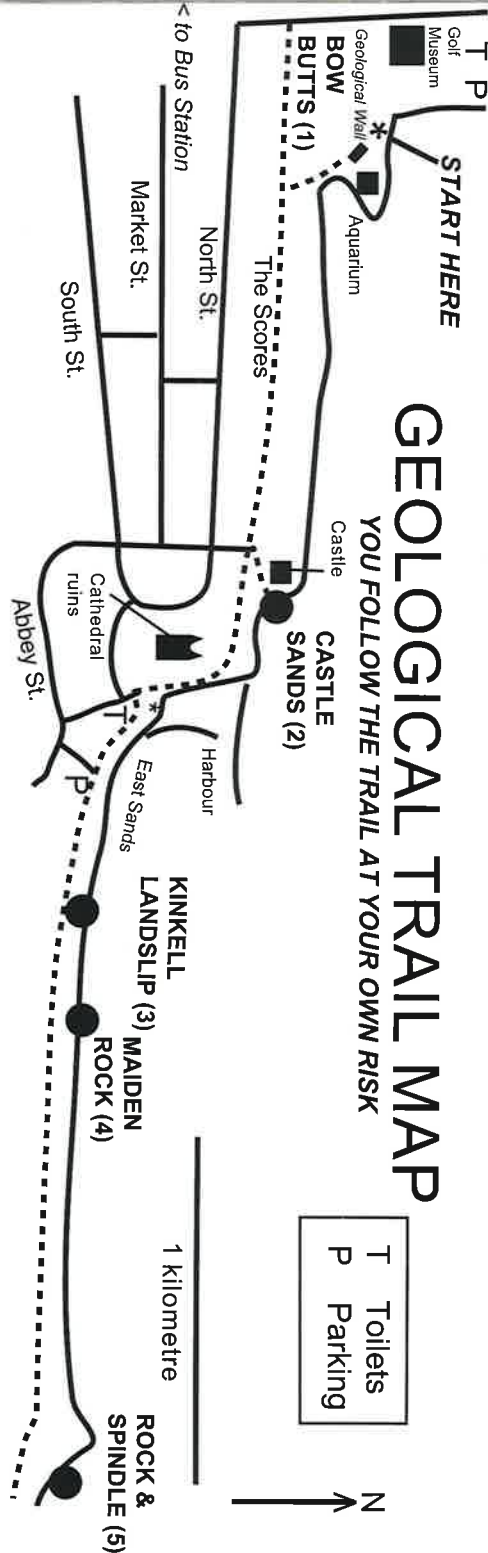 GEOLOGICAL TRAIL MAP
YOU FOLLOW THE TRAIL AT YOUR OWN RISK
T Toilets
P Parking
N
T P
Golf
Museum
START HERE
*
Geological Wall
BOW
BUTTS (1)
Aquarium
The Scores
< to Bus Station
North St.
Market St.
South St.
Castle
CASTLE
SANDS (2)
Cathedral
ruins
Abbey St.
T
*
P
Harbour
East Sands
KINKELL
LANDSLIP (3)
MAIDEN
ROCK (4)
1 kilometre
ROCK &
SPINDLE (5)